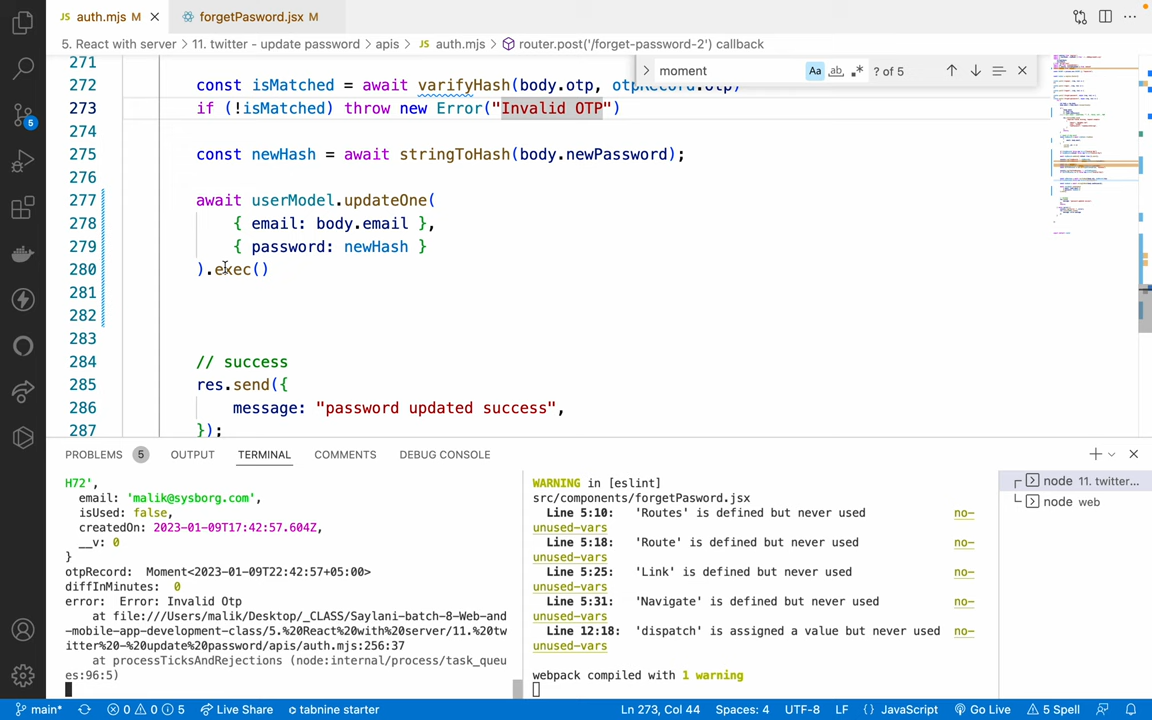 auth.mjs M
forgetPasword.jsx M
5. React with server > 11. twitter - update password > apis > auth.mjs > router.post('/forget-password-2') callback
moment
Aa ab .* ? of 5
271
272 const isMatched = await varifyHash(body.otp, otpRecord.otp)
273 if (!isMatched) throw new Error("Invalid OTP")
274
275 const newHash = await stringToHash(body.newPassword);
276
277 await userModel.updateOne(
278 { email: body.email },
279 { password: newHash }
280 ).exec()
281
282
283
284 // success
285 res.send({
286 message: "password updated success",
287 });
5
PROBLEMS 5 OUTPUT TERMINAL COMMENTS DEBUG CONSOLE
H72',
email: 'malik@sysborg.com',
isUsed: false,
createdOn: 2023-01-09T17:42:57.604Z,
__v: 0
}
otpRecord: Moment<2023-01-09T22:42:57+05:00>
diffInMinutes: 0
error: Error: Invalid Otp
at file:///Users/malik/Desktop/_CLASS/Saylani-batch-8-Web-and
-mobile-app-development-class/5.%20React%20with%20server/11.%20tw
itter%20-%20update%20password/apis/auth.mjs:256:37
at processTicksAndRejections (node:internal/process/task_queu
es:96:5)
WARNING in [eslint]
src/components/forgetPasword.jsx
Line 5:10: 'Routes' is defined but never used no-
unused-vars
Line 5:18: 'Route' is defined but never used no-
unused-vars
Line 5:25: 'Link' is defined but never used no-
unused-vars
Line 5:31: 'Navigate' is defined but never used no-
unused-vars
Line 12:18: 'dispatch' is assigned a value but never used no-
unused-vars
webpack compiled with 1 warning
node 11. twitter...
node web
main* 0 0 5 Live Share tabnine starter Ln 273, Col 44 Spaces: 4 UTF-8 LF {} JavaScript Go Live 5 Spell